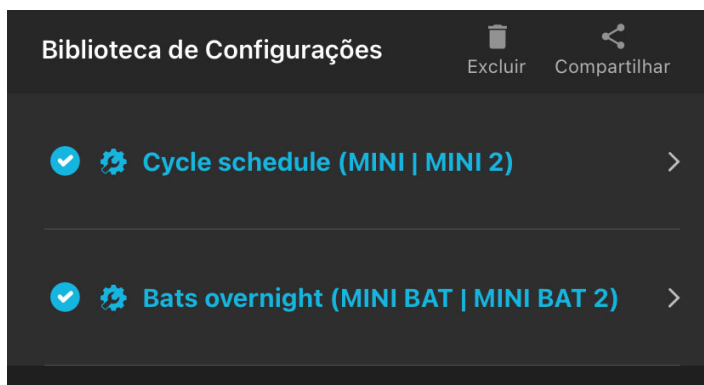 Biblioteca de Configurações
Excluir
Compartilhar
Cycle schedule (MINI | MINI 2)
Bats overnight (MINI BAT | MINI BAT 2)